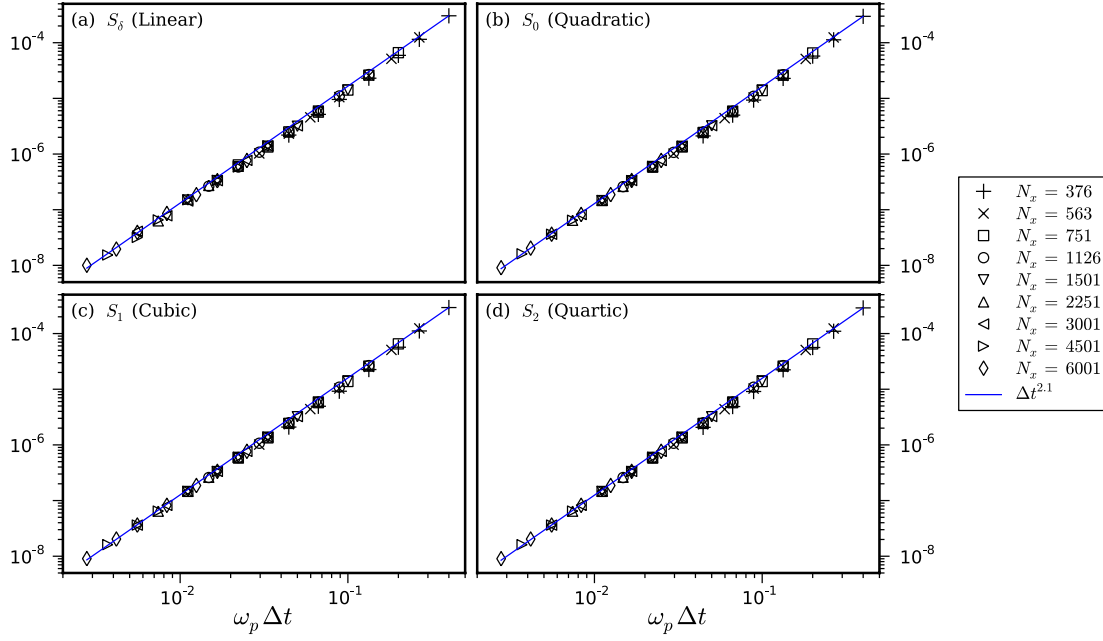 (a) S_δ (Linear)
(b) S_0 (Quadratic)
10^-4
10^-6
10^-8
10^-4
10^-6
10^-8
(c) S_1 (Cubic)
(d) S_2 (Quartic)
10^-4
10^-6
10^-8
10^-4
10^-6
10^-8
10^-2
10^-1
10^-2
10^-1
ω_p Δt
ω_p Δt
N_x = 376
N_x = 563
N_x = 751
N_x = 1126
N_x = 1501
N_x = 2251
N_x = 3001
N_x = 4501
N_x = 6001
Δt^2.1